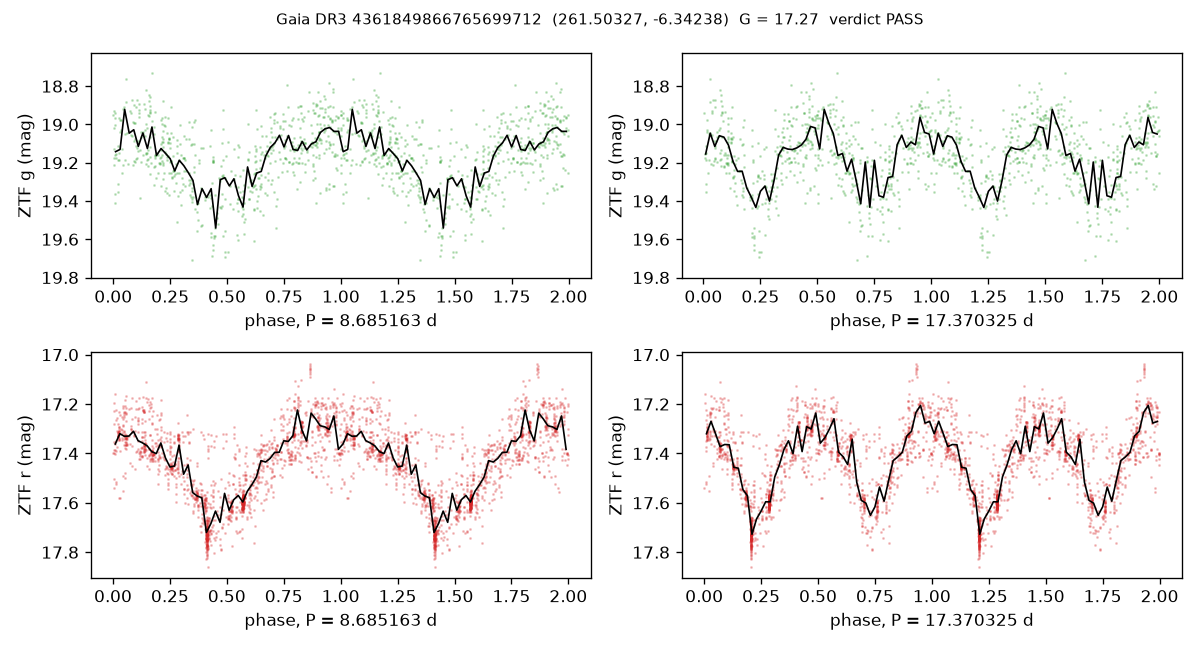 Gaia DR3 4361849866765699712 (261.50327, -6.34238) G = 17.27 verdict PASS
ZTF g (mag)
18.8
19.0
19.2
19.4
19.6
19.8
0.00 0.25 0.50 0.75 1.00 1.25 1.50 1.75 2.00
phase, P = 8.685163 d
ZTF g (mag)
18.8
19.0
19.2
19.4
19.6
19.8
0.00 0.25 0.50 0.75 1.00 1.25 1.50 1.75 2.00
phase, P = 17.370325 d
ZTF r (mag)
17.0
17.2
17.4
17.6
17.8
0.00 0.25 0.50 0.75 1.00 1.25 1.50 1.75 2.00
phase, P = 8.685163 d
ZTF r (mag)
17.0
17.2
17.4
17.6
17.8
0.00 0.25 0.50 0.75 1.00 1.25 1.50 1.75 2.00
phase, P = 17.370325 d